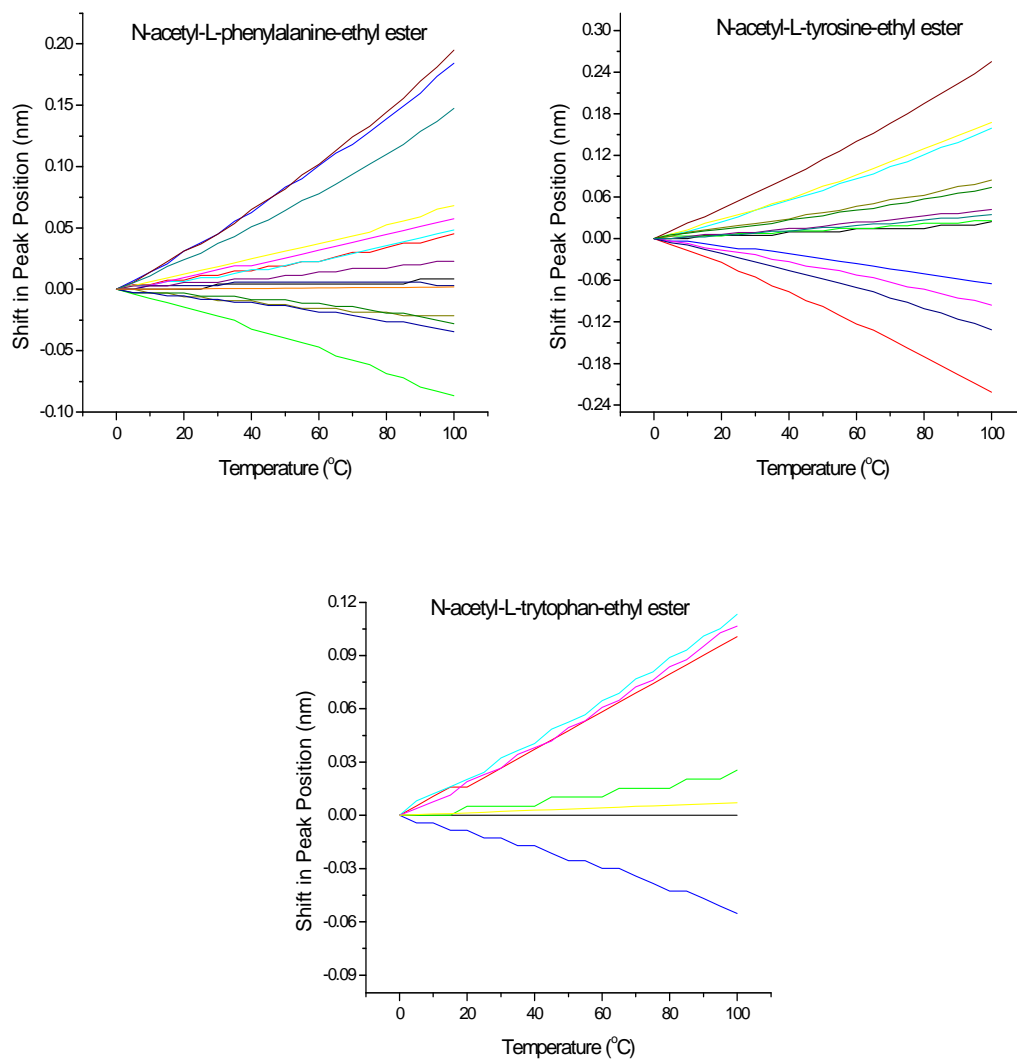 N-acetyl-L-phenylalanine-ethyl ester
0.20
0.15
0.10
0.05
0.00
-0.05
-0.10
Shift in Peak Position (nm)
0 20 40 60 80 100
Temperature (°C)
N-acetyl-L-tyrosine-ethyl ester
0.30
0.24
0.18
0.12
0.06
0.00
-0.06
-0.12
-0.18
-0.24
Shift in Peak Position (nm)
0 20 40 60 80 100
Temperature (°C)
N-acetyl-L-trytophan-ethyl ester
0.12
0.09
0.06
0.03
0.00
-0.03
-0.06
-0.09
Shift in Peak Position (nm)
0 20 40 60 80 100
Temperature (°C)